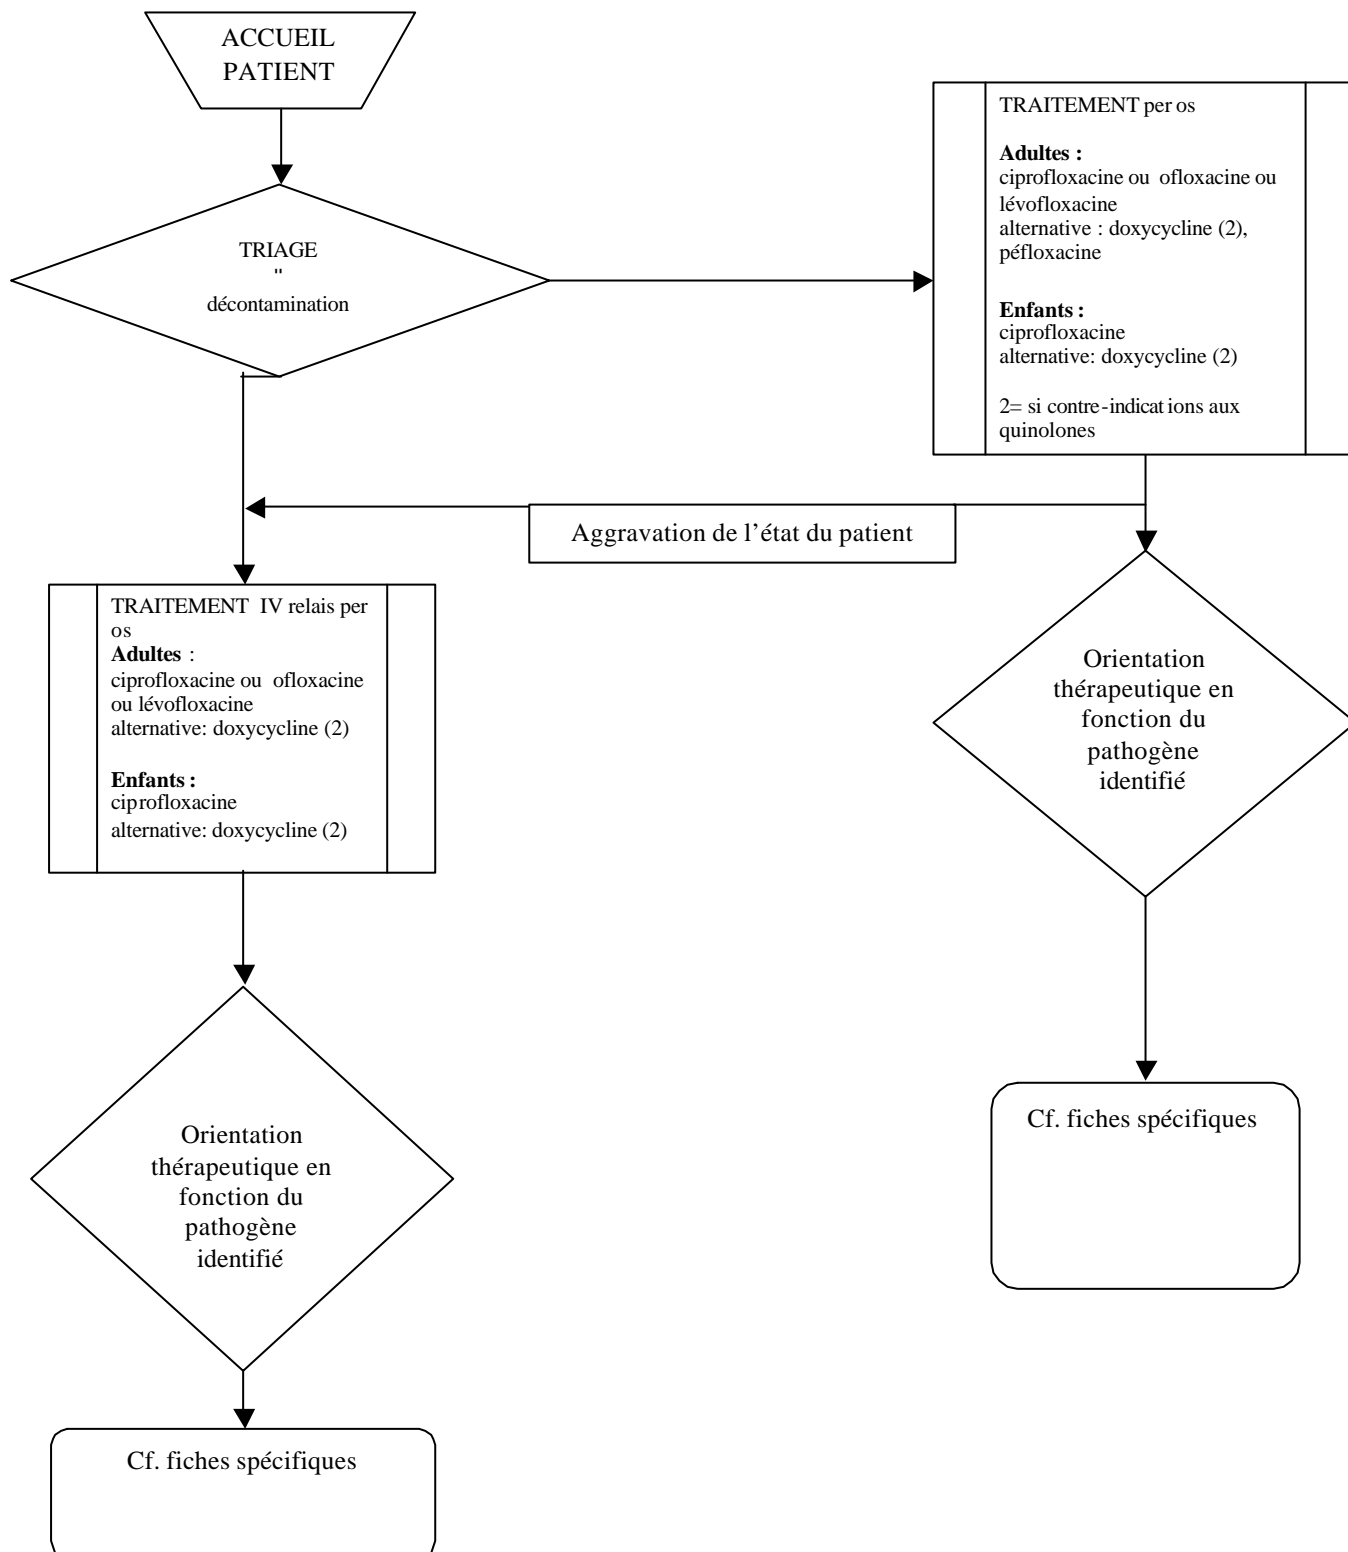 ACCUEIL
PATIENT
TRIAGE
"
décontamination
TRAITEMENT per os
Adultes :
ciprofloxacine ou ofloxacine ou
lévofloxacine
alternative : doxycycline (2),
péfloxacine
Enfants :
ciprofloxacine
alternative: doxycycline (2)
2= si contre-indications aux
quinolones
Aggravation de l’état du patient
TRAITEMENT IV relais per
os
Adultes :
ciprofloxacine ou ofloxacine
ou lévofloxacine
alternative: doxycycline (2)
Enfants :
ciprofloxacine
alternative: doxycycline (2)
Orientation
thérapeutique en
fonction du
pathogène
identifié
Cf. fiches spécifiques
Orientation
thérapeutique en
fonction du
pathogène
identifié
Cf. fiches spécifiques